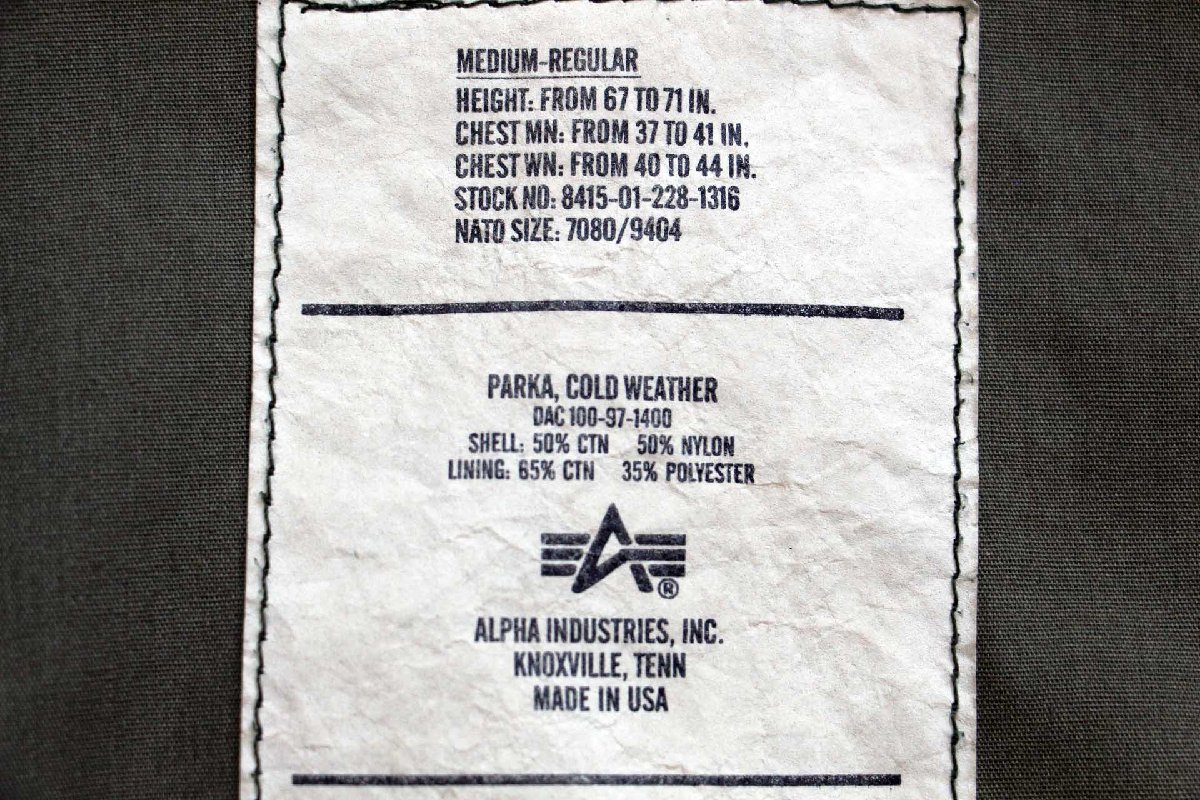 MEDIUM-REGULAR
HEIGHT: FROM 67 TO 71 IN.
CHEST MN: FROM 37 TO 41 IN.
CHEST WN: FROM 40 TO 44 IN.
STOCK NO: 8415-01-228-1316
NATO SIZE: 7080/9404
PARKA, COLD WEATHER
DAC 100-97-1400
SHELL: 50% CTN 50% NYLON
LINING: 65% CTN 35% POLYESTER
®
ALPHA INDUSTRIES, INC.
KNOXVILLE, TENN
MADE IN USA